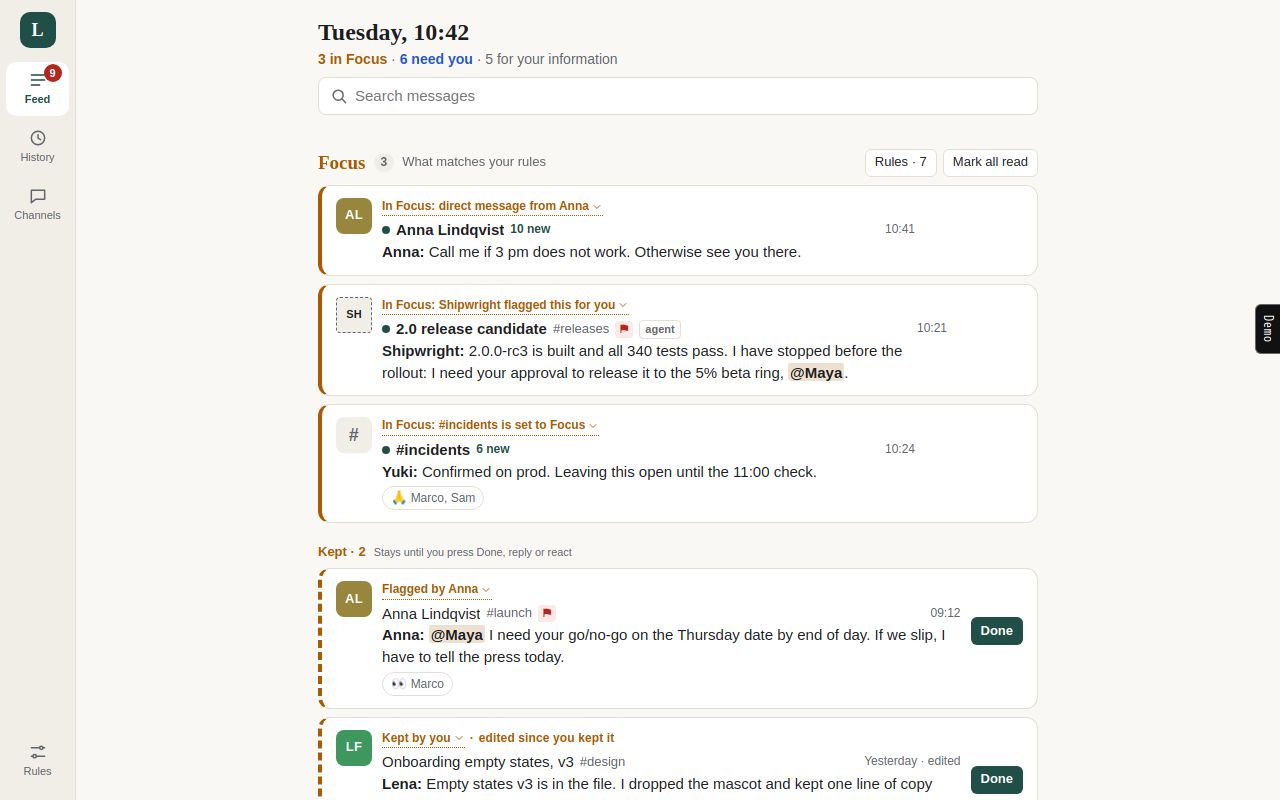 L
9
Feed
History
Channels
Rules
Tuesday, 10:42
3 in Focus · 6 need you · 5 for your information
Search messages
Focus 3 What matches your rules Rules · 7 Mark all read
AL
In Focus: direct message from Anna
Anna Lindqvist 10 new 10:41
Anna: Call me if 3 pm does not work. Otherwise see you there.
SH
In Focus: Shipwright flagged this for you
2.0 release candidate #releases agent 10:21
Shipwright: 2.0.0-rc3 is built and all 340 tests pass. I have stopped before the
rollout: I need your approval to release it to the 5% beta ring, @Maya.
#
In Focus: #incidents is set to Focus
#incidents 6 new 10:24
Yuki: Confirmed on prod. Leaving this open until the 11:00 check.
🙏 Marco, Sam
Kept · 2 Stays until you press Done, reply or react
AL
Flagged by Anna
Anna Lindqvist #launch 09:12
Anna: @Maya I need your go/no-go on the Thursday date by end of day. If we slip, I
have to tell the press today.
Done
👀 Marco
LF
Kept by you · edited since you kept it
Onboarding empty states, v3 #design Yesterday · edited
Lena: Empty states v3 is in the file. I dropped the mascot and kept one line of copy
Done
Demo